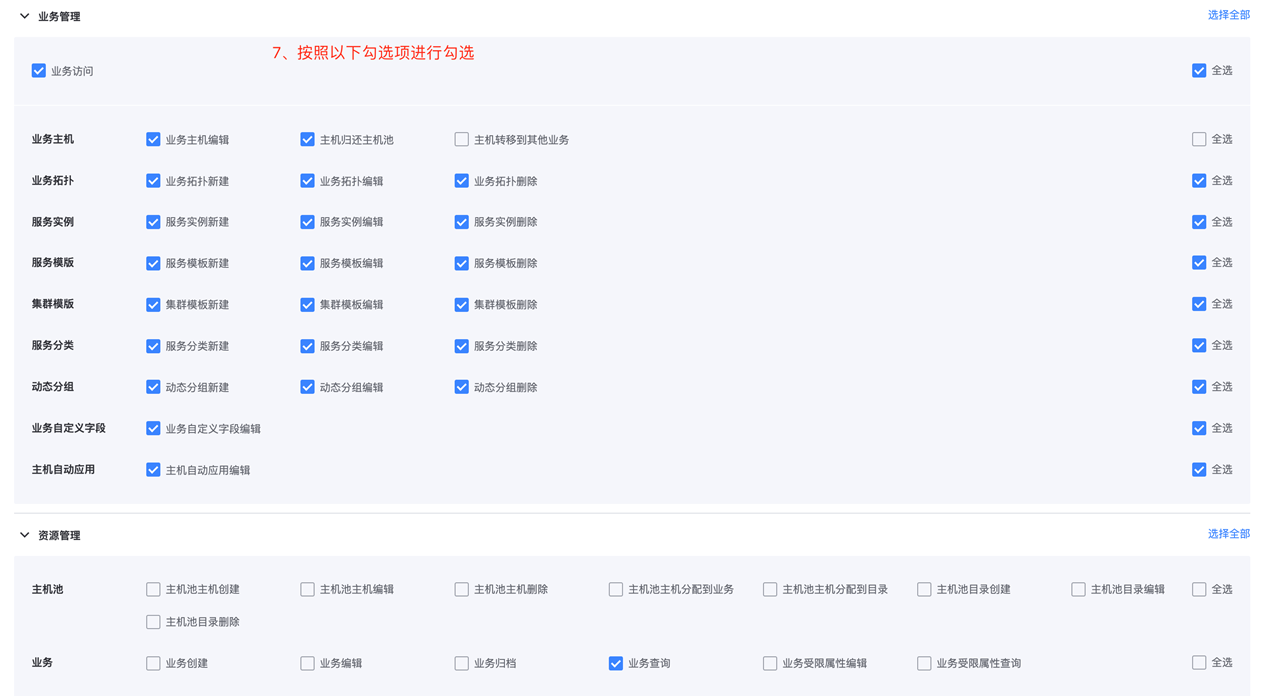 业务管理 选择全部
7、按照以下勾选项进行勾选
业务访问 全选
业务主机 业务主机编辑 主机归还主机池 主机转移到其他业务 全选
业务拓扑 业务拓扑新建 业务拓扑编辑 业务拓扑删除 全选
服务实例 服务实例新建 服务实例编辑 服务实例删除 全选
服务模版 服务模板新建 服务模板编辑 服务模板删除 全选
集群模版 集群模板新建 集群模板编辑 集群模板删除 全选
服务分类 服务分类新建 服务分类编辑 服务分类删除 全选
动态分组 动态分组新建 动态分组编辑 动态分组删除 全选
业务自定义字段 业务自定义字段编辑 全选
主机自动应用 主机自动应用编辑 全选
资源管理 选择全部
主机池 主机池主机创建 主机池主机编辑 主机池主机删除 主机池主机分配到业务 主机池主机分配到目录 主机池目录创建 主机池目录编辑 全选
主机池目录删除
业务 业务创建 业务编辑 业务归档 业务查询 业务受限属性编辑 业务受限属性查询 全选